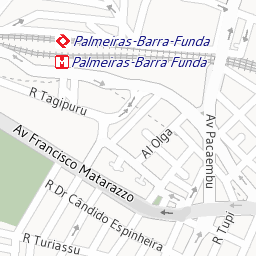 Palmeiras-Barra-Funda
Palmeiras-Barra Funda
R Tagipuru
Av Pacaembu
Al Olga
Av Francisco Matarazzo
R Dr Cândido Espinheira
R Tupi
R Turiassu